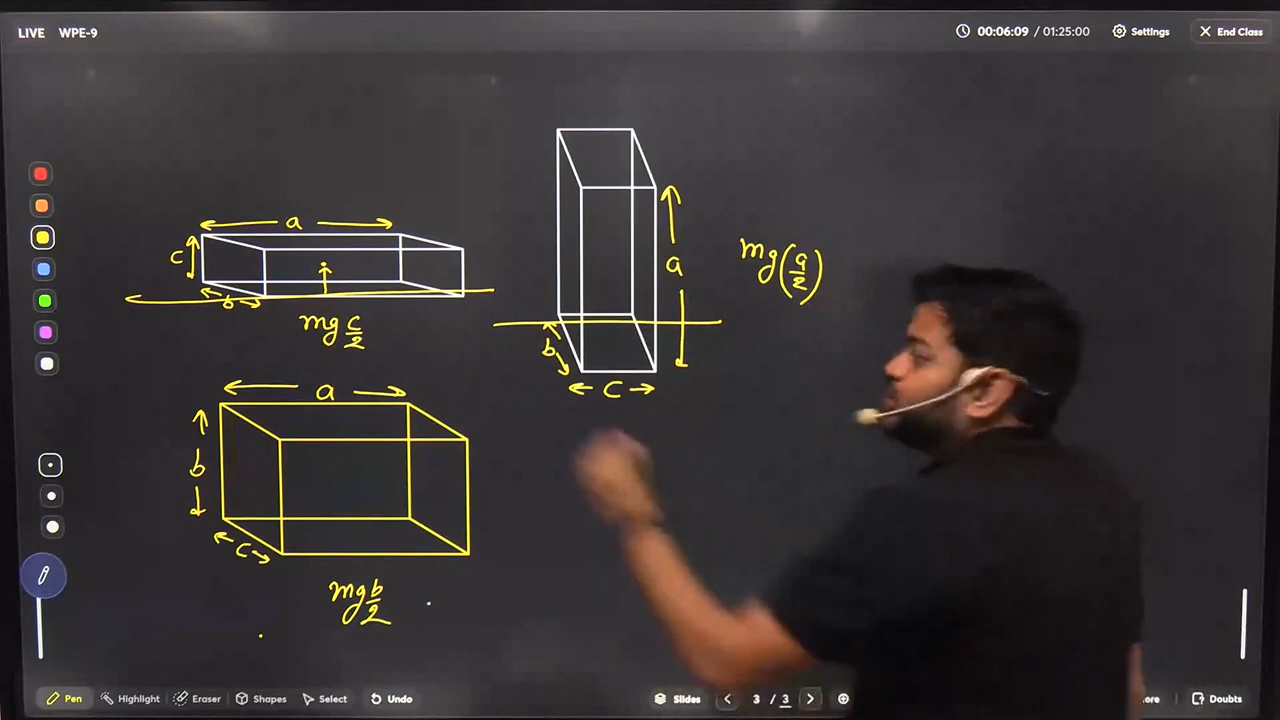 LIVE WPE-9
00:06:09 / 01:25:00 Settings End Class
a
c
b
mg c/2
a
b
c
mg(a/2)
a
b
c
mg b/2
Pen Highlight Eraser Shapes Select Undo Slides 3 / 3 ore Doubts